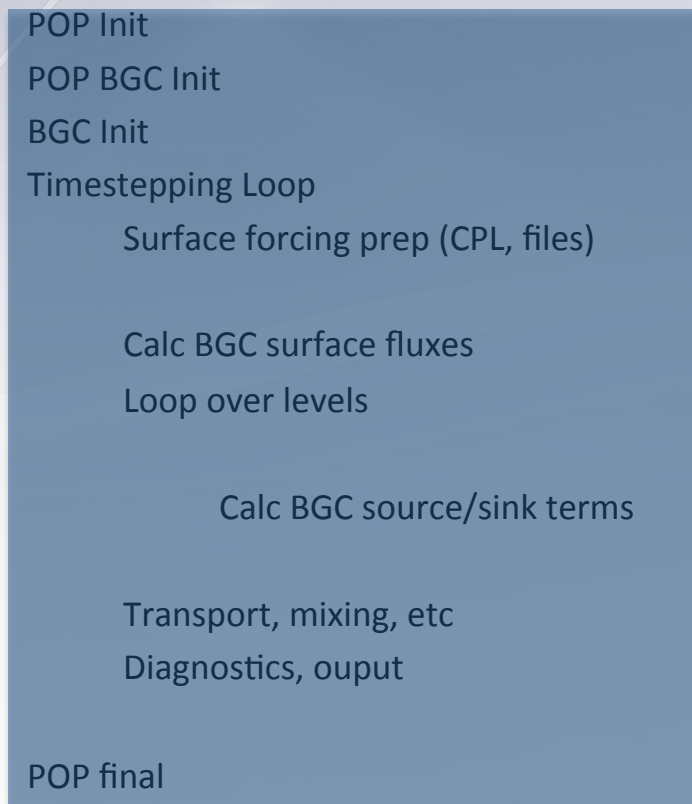 POP Init
POP BGC Init
BGC Init
Timestepping Loop
Surface forcing prep (CPL, files)
Calc BGC surface fluxes
Loop over levels
Calc BGC source/sink terms
Transport, mixing, etc
Diagnostics, ouput
POP final